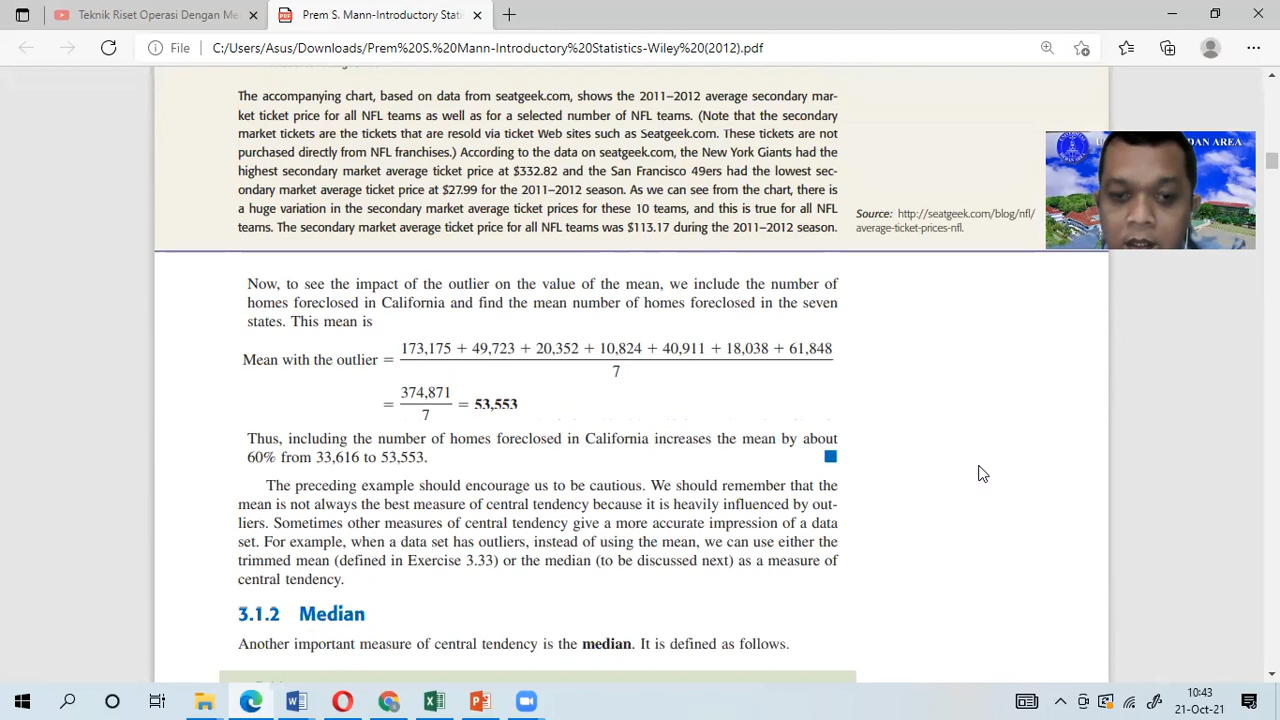 Teknik Riset Operasi Dengan Me
Prem S. Mann-Introductory Stati
File
C:/Users/Asus/Downloads/Prem%20S.%20Mann-Introductory%20Statistics-Wiley%20(2012).pdf
The accompanying chart, based on data from seatgeek.com, shows the 2011–2012 average secondary mar-
ket ticket price for all NFL teams as well as for a selected number of NFL teams. (Note that the secondary
market tickets are the tickets that are resold via ticket Web sites such as Seatgeek.com. These tickets are not
purchased directly from NFL franchises.) According to the data on seatgeek.com, the New York Giants had the
highest secondary market average ticket price at $332.82 and the San Francisco 49ers had the lowest sec-
ondary market average ticket price at $27.99 for the 2011–2012 season. As we can see from the chart, there is
a huge variation in the secondary market average ticket prices for these 10 teams, and this is true for all NFL
teams. The secondary market average ticket price for all NFL teams was $113.17 during the 2011–2012 season.
Source: http://seatgeek.com/blog/nfl/
average-ticket-prices-nfl.
DAN AREA
Now, to see the impact of the outlier on the value of the mean, we include the number of
homes foreclosed in California and find the mean number of homes foreclosed in the seven
states. This mean is
Mean with the outlier = 173,175 + 49,723 + 20,352 + 10,824 + 40,911 + 18,038 + 61,848
7
= 374,871 = 53,553
7
Thus, including the number of homes foreclosed in California increases the mean by about
60% from 33,616 to 53,553.
The preceding example should encourage us to be cautious. We should remember that the
mean is not always the best measure of central tendency because it is heavily influenced by out-
liers. Sometimes other measures of central tendency give a more accurate impression of a data
set. For example, when a data set has outliers, instead of using the mean, we can use either the
trimmed mean (defined in Exercise 3.33) or the median (to be discussed next) as a measure of
central tendency.
3.1.2 Median
Another important measure of central tendency is the median. It is defined as follows.
10:43
21-Oct-21